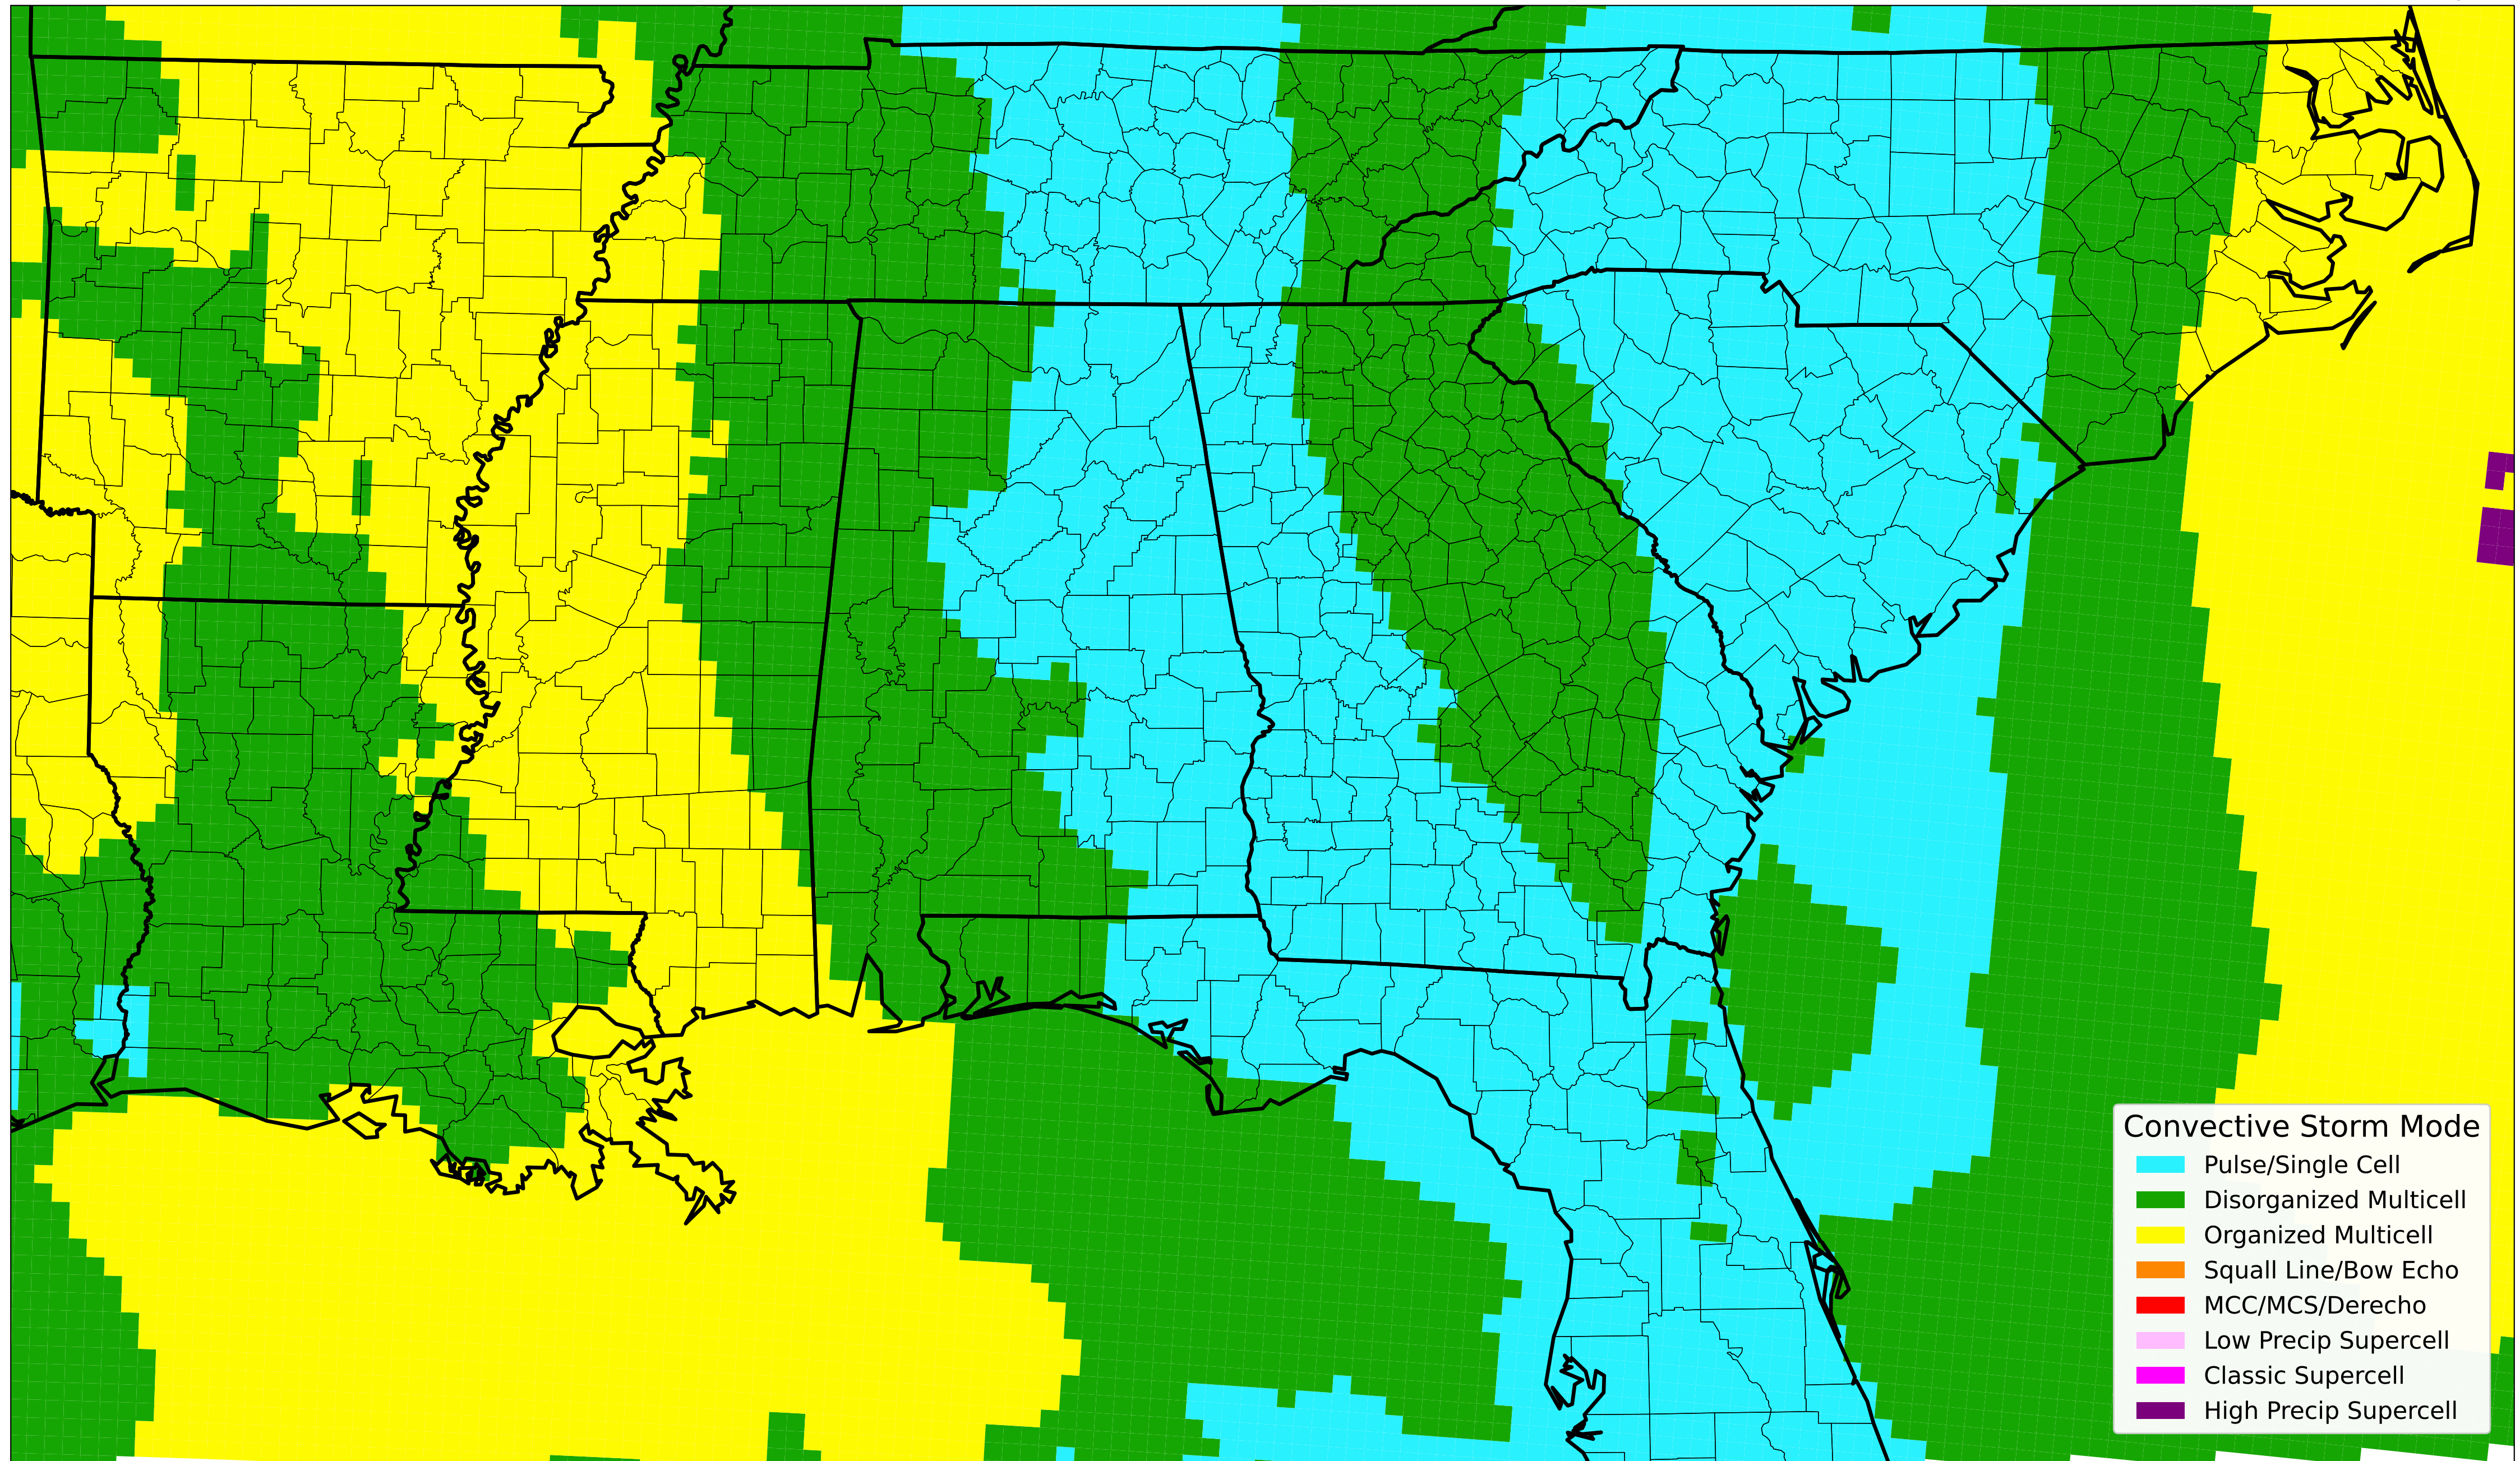 Convective Storm Mode
Pulse/Single Cell
Disorganized Multicell
Organized Multicell
Squall Line/Bow Echo
MCC/MCS/Derecho
Low Precip Supercell
Classic Supercell
High Precip Supercell